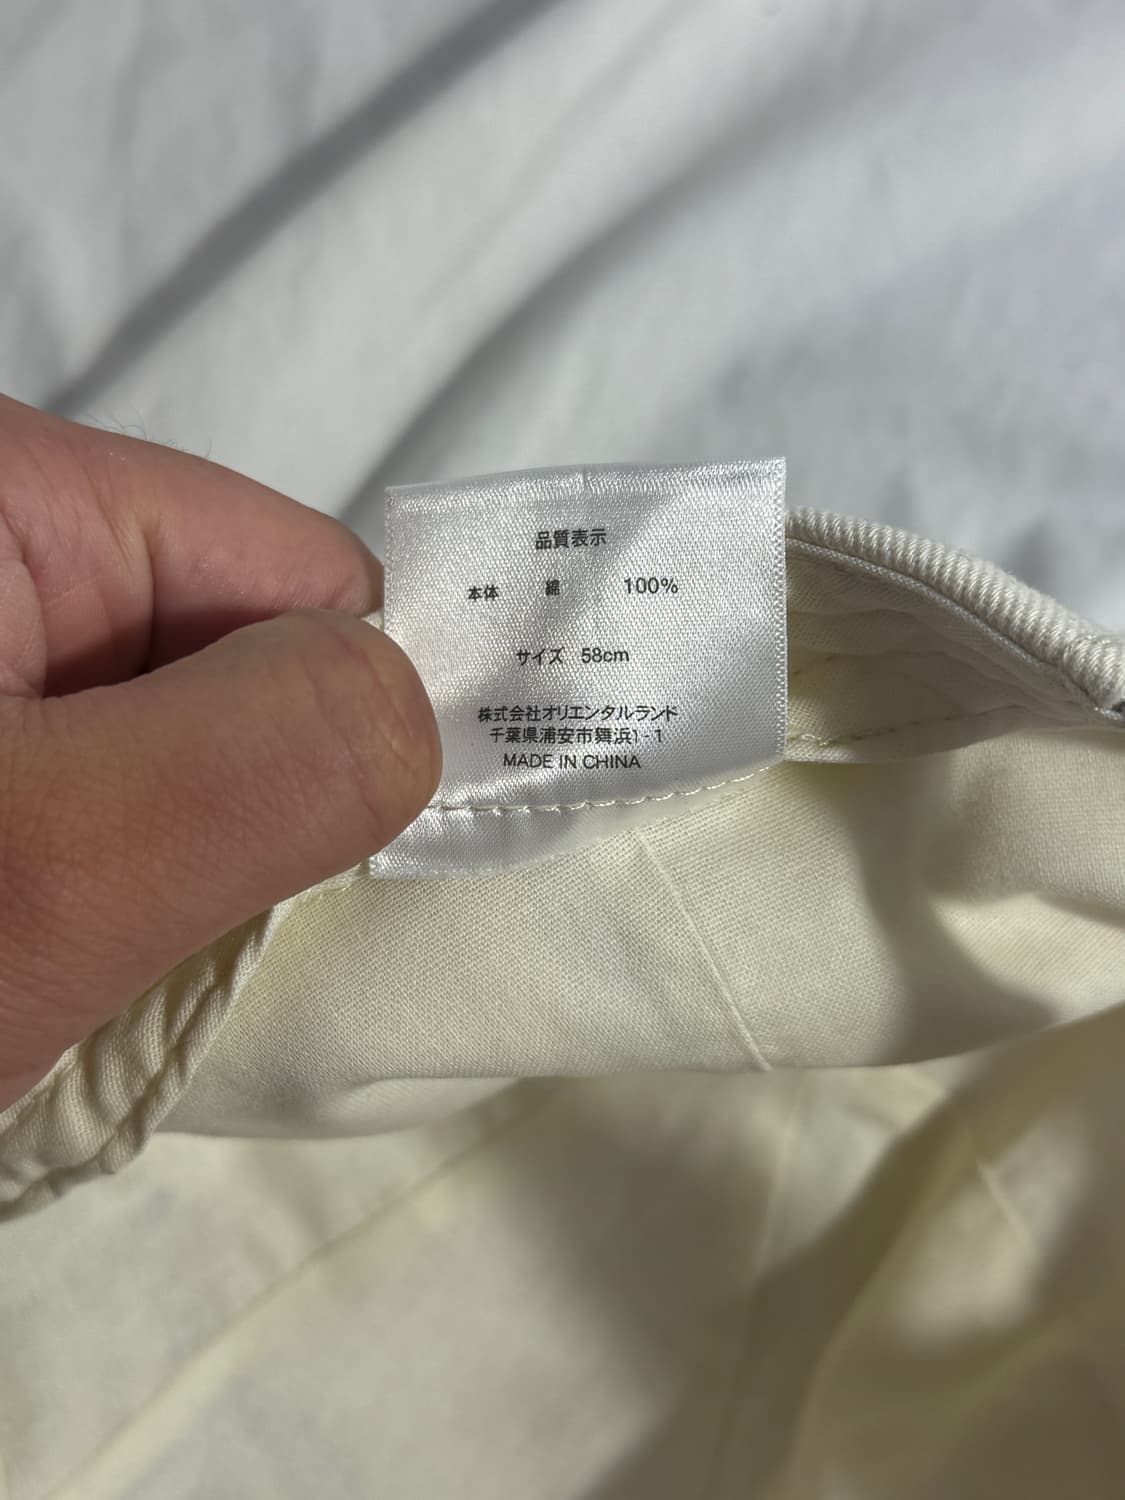 品質表示
本体 綿 100%
サイズ 58cm
株式会社オリエンタルランド
千葉県浦安市舞浜1-1
MADE IN CHINA